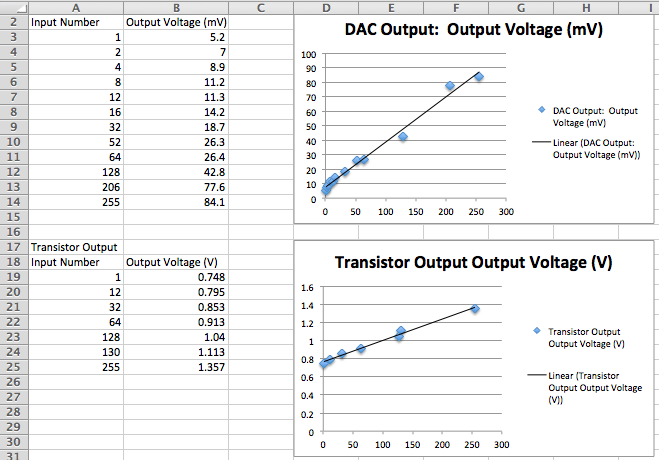 A B C D E F G H I
2 Input Number Output Voltage (mV)
3 1 5.2
4 2 7
5 4 8.9
6 8 11.2
7 12 11.3
8 16 14.2
9 32 18.7
10 52 26.3
11 64 26.4
12 128 42.8
13 206 77.6
14 255 84.1
15
16
17 Transistor Output
18 Input Number Output Voltage (V)
19 1 0.748
20 12 0.795
21 32 0.853
22 64 0.913
23 128 1.04
24 130 1.113
25 255 1.357
26
27
28
29
30
31
DAC Output: Output Voltage (mV)
100
90
80
70
60
50
40
30
20
10
0
0 50 100 150 200 250 300
DAC Output: Output
Voltage (mV)
Linear (DAC Output:
Output Voltage (mV))
Transistor Output Output Voltage (V)
1.6
1.4
1.2
1
0.8
0.6
0.4
0.2
0
0 50 100 150 200 250 300
Transistor Output
Output Voltage (V)
Linear (Transistor
Output Output Voltage
(V))